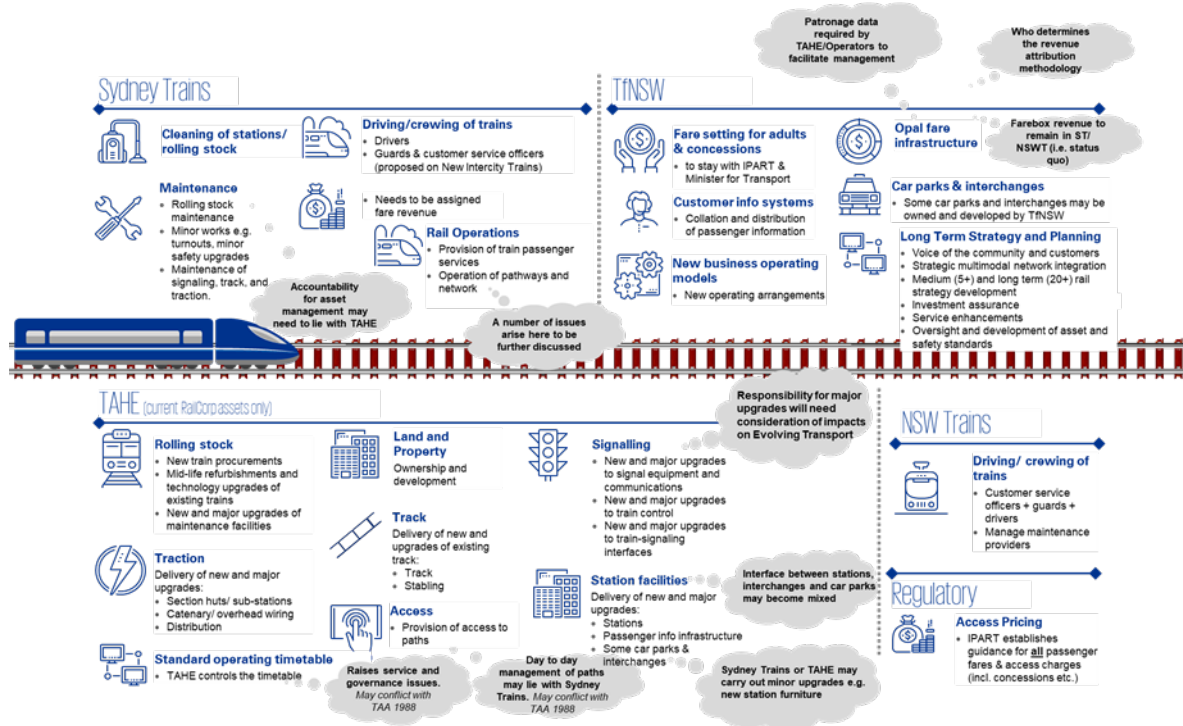 Patronage data
required by
TAHE/Operators to
facilitate management
Who determines
the revenue
attribution
methodology
Sydney Trains
Cleaning of stations/
rolling stock
Driving/crewing of trains
• Drivers
• Guards & customer service officers
(proposed on New Intercity Trains)
Maintenance
• Rolling stock
maintenance
• Minor works e.g.
turnouts, minor
safety upgrades
• Maintenance of
signaling, track, and
traction.
• Needs to be assigned
fare revenue
Rail Operations
• Provision of train passenger
services
• Operation of pathways and
network
Accountability
for asset
management may
need to lie with TAHE
A number of issues
arise here to be
further discussed
TfNSW
Fare setting for adults
& concessions
• to stay with IPART &
Minister for Transport
Customer info systems
• Collation and distribution
of passenger information
New business operating
models
• New operating arrangements
Opal fare
infrastructure
Farebox revenue to
remain in ST/
NSWT (i.e. status
quo)
Car parks & interchanges
• Some car parks and interchanges may be
owned and developed by TfNSW
Long Term Strategy and Planning
• Voice of the community and customers
• Strategic multimodal network integration
• Medium (5+) and long term (20+) rail
strategy development
• Investment assurance
• Service enhancements
• Oversight and development of asset and
safety standards
TAHE (current RailCorp assets only)
Rolling stock
• New train procurements
• Mid-life refurbishments and
technology upgrades of
existing trains
• New and major upgrades of
maintenance facilities
Traction
Delivery of new and major
upgrades:
• Section huts/ sub-stations
• Catenary/ overhead wiring
• Distribution
Standard operating timetable
• TAHE controls the timetable
Land and
Property
Ownership and
development
Track
Delivery of new and
upgrades of existing
track:
• Track
• Stabling
Access
• Provision of access to
paths
Raises service and
governance issues.
May conflict with
TAA 1988
Signalling
• New and major upgrades
to signal equipment and
communications
• New and major upgrades
to train control
• New and major upgrades
to train-signaling
interfaces
Station facilities
Delivery of new and major
upgrades:
• Stations
• Passenger info infrastructure
• Some car parks &
interchanges
Day to day
management of paths
may lie with Sydney
Trains. May conflict with
TAA 1988
Responsibility for major
upgrades will need
consideration of impacts
on Evolving Transport
Interface between stations,
interchanges and car parks
may become mixed
Sydney Trains or TAHE may
carry out minor upgrades e.g.
new station furniture
NSW Trains
Driving/ crewing of
trains
• Customer service
officers + guards +
drivers
• Manage maintenance
providers
Regulatory
Access Pricing
• IPART establishes
guidance for all passenger
fares & access charges
(incl. concessions etc.)